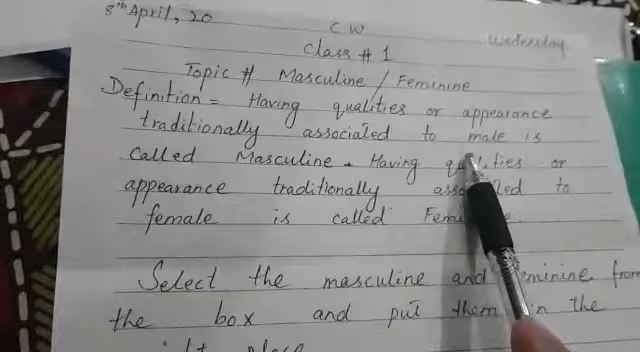 8th April, 20
C W
Wednesday
Class # 1
Topic # Masculine / Feminine
Definition = Having qualities or appearance
traditionally associated to male is
called Masculine. Having qualities or
appearance traditionally associated to
female is called Feminine.
Select the masculine and feminine from
the box and put them in the
place